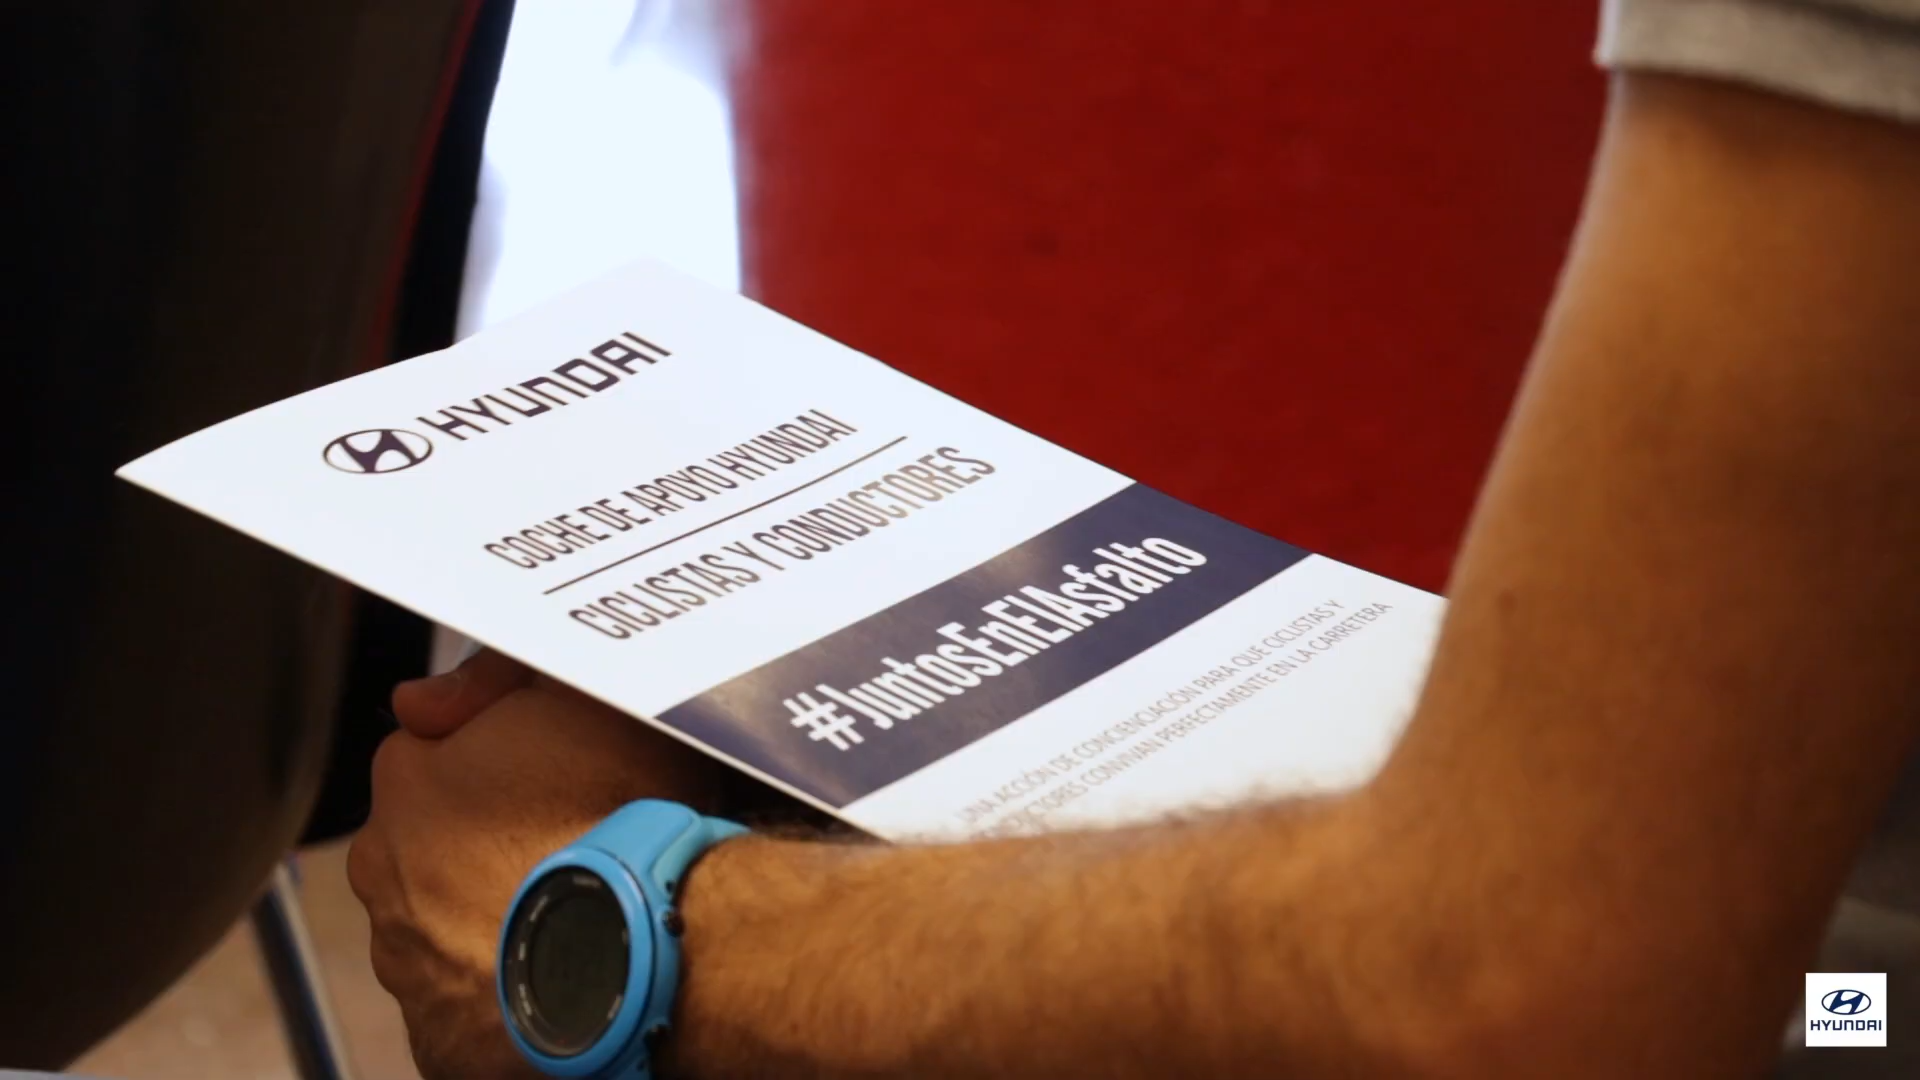 HYUNDAI
COCHE DE APOYO HYUNDAI
CICLISTAS Y CONDUCTORES
#JuntosEnElAsfalto
UNA ACCIÓN DE CONCIENCIACIÓN PARA QUE CICLISTAS Y
CONDUCTORES CONVIVAN PERFECTAMENTE EN LA CARRETERA
HYUNDAI